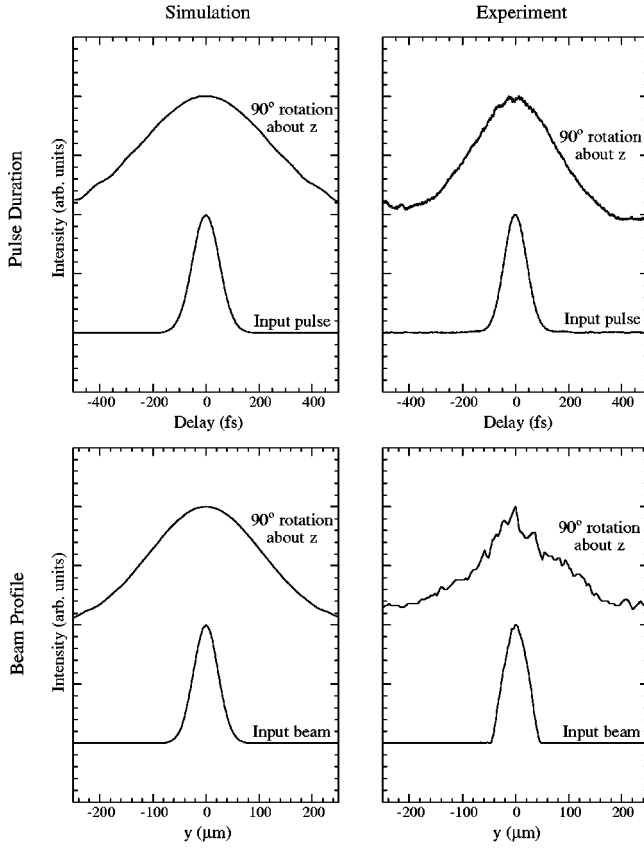 Simulation
Experiment
Pulse Duration
Intensity (arb. units)
90° rotation
about z
Input pulse
-400 -200 0 200 400
Delay (fs)
90° rotation
about z
Input pulse
-400 -200 0 200 400
Delay (fs)
Beam Profile
Intensity (arb. units)
90° rotation
about z
Input beam
-200 -100 0 100 200
y (μm)
90° rotation
about z
Input beam
-200 -100 0 100 200
y (μm)